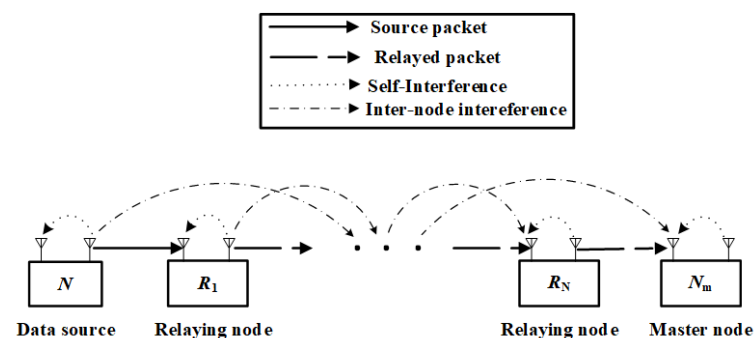 Source packet
Relayed packet
Self-Interference
Inter-node intereference
N R1 RN Nm
Data source Relaying node Relaying node Master node